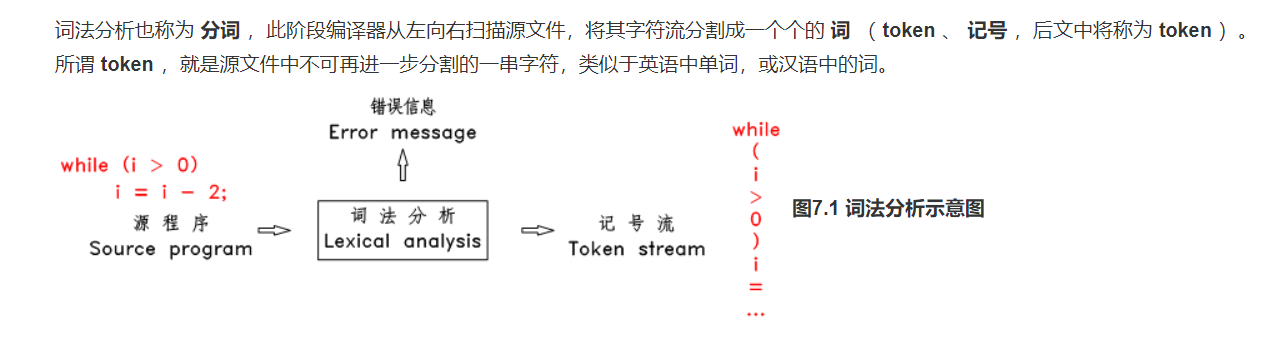 词法分析也称为 分词 ，此阶段编译器从左向右扫描源文件，将其字符流分割成一个个的 词 （ token 、 记号 ，后文中将称为 token ）。
所谓 token ，就是源文件中不可再进一步分割的一串字符，类似于英语中单词，或汉语中的词。
错误信息
Error message
while (i > 0)
i = i - 2;
源 程 序
Source program
词 法 分 析
Lexical analysis
记 号 流
Token stream
while
(
i
>
0
)
i
=
...
图7.1 词法分析示意图